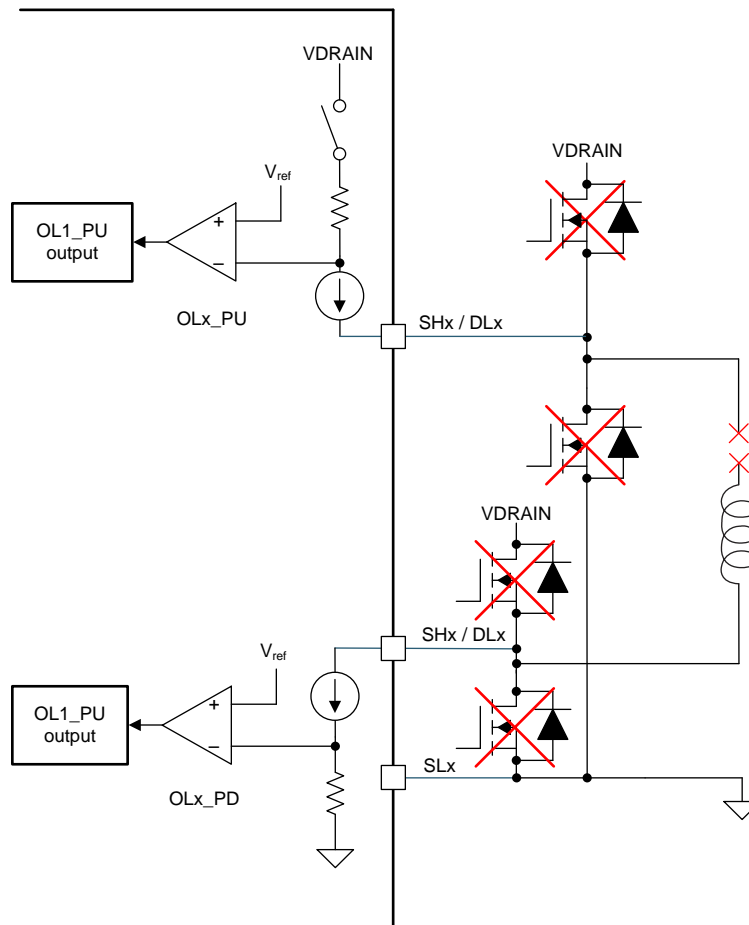 VDRAIN
Vref
VDRAIN
OL1_PU
output
+
−
OLx_PU
SHx / DLx
VDRAIN
SHx / DLx
Vref
OL1_PU
output
+
−
SLx
OLx_PD